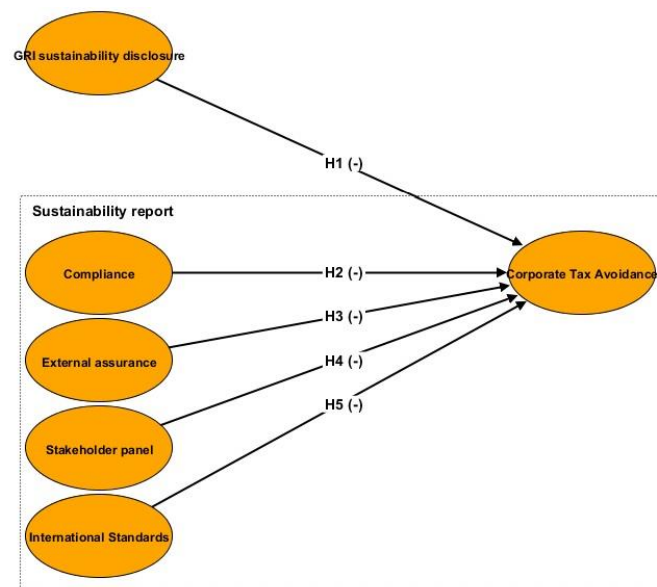 GRI sustainability disclosure
H1 (-)
Sustainability report
Compliance
H2 (-)
Corporate Tax Avoidance
H3 (-)
External assurance
H4 (-)
Stakeholder panel
H5 (-)
International Standards